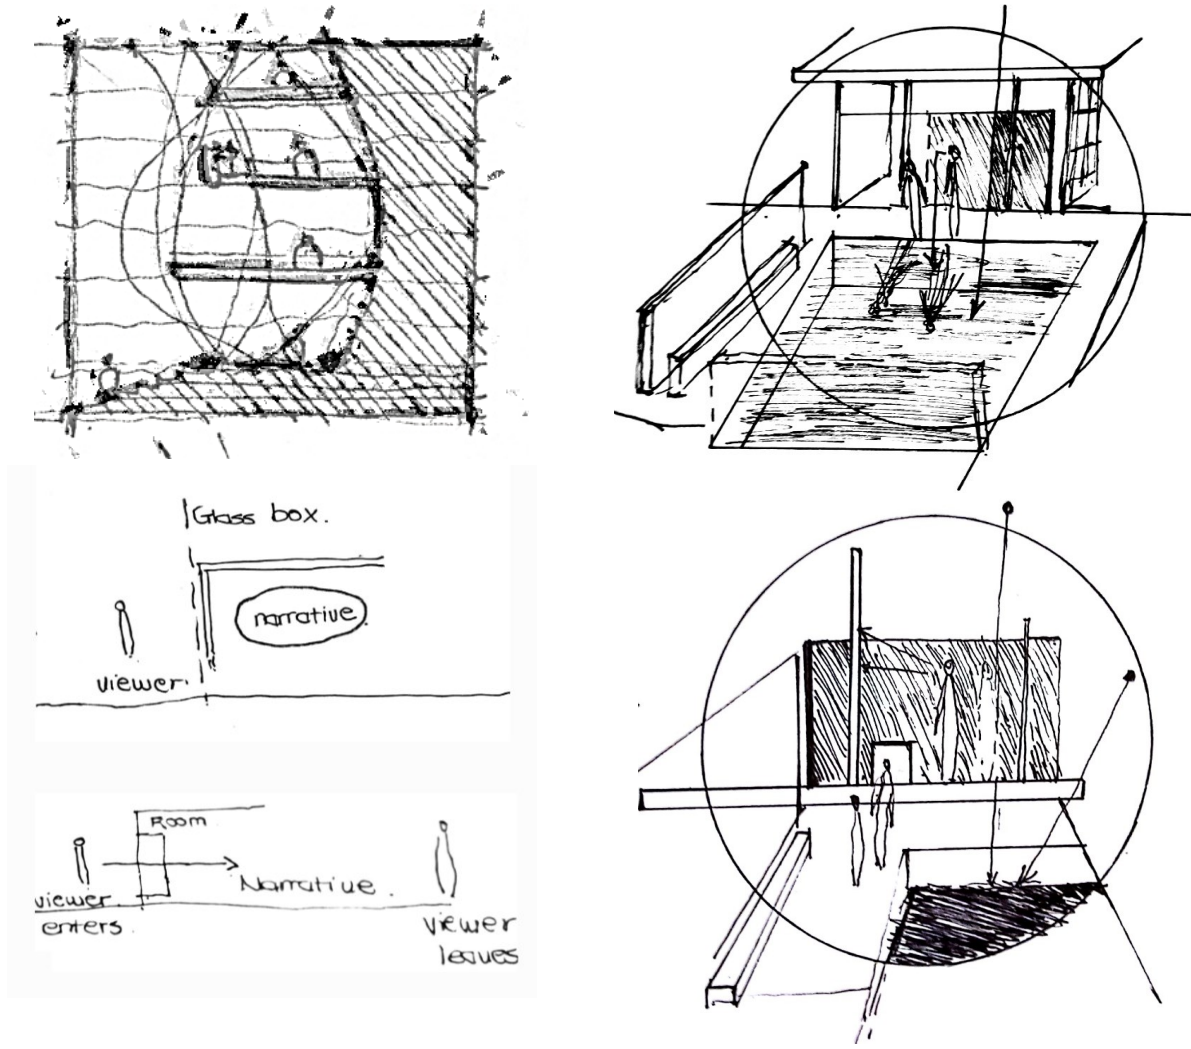 Glass box.
narrative
viewer.
ROOM
Narrative.
viewer
enters.
viewer
leaves